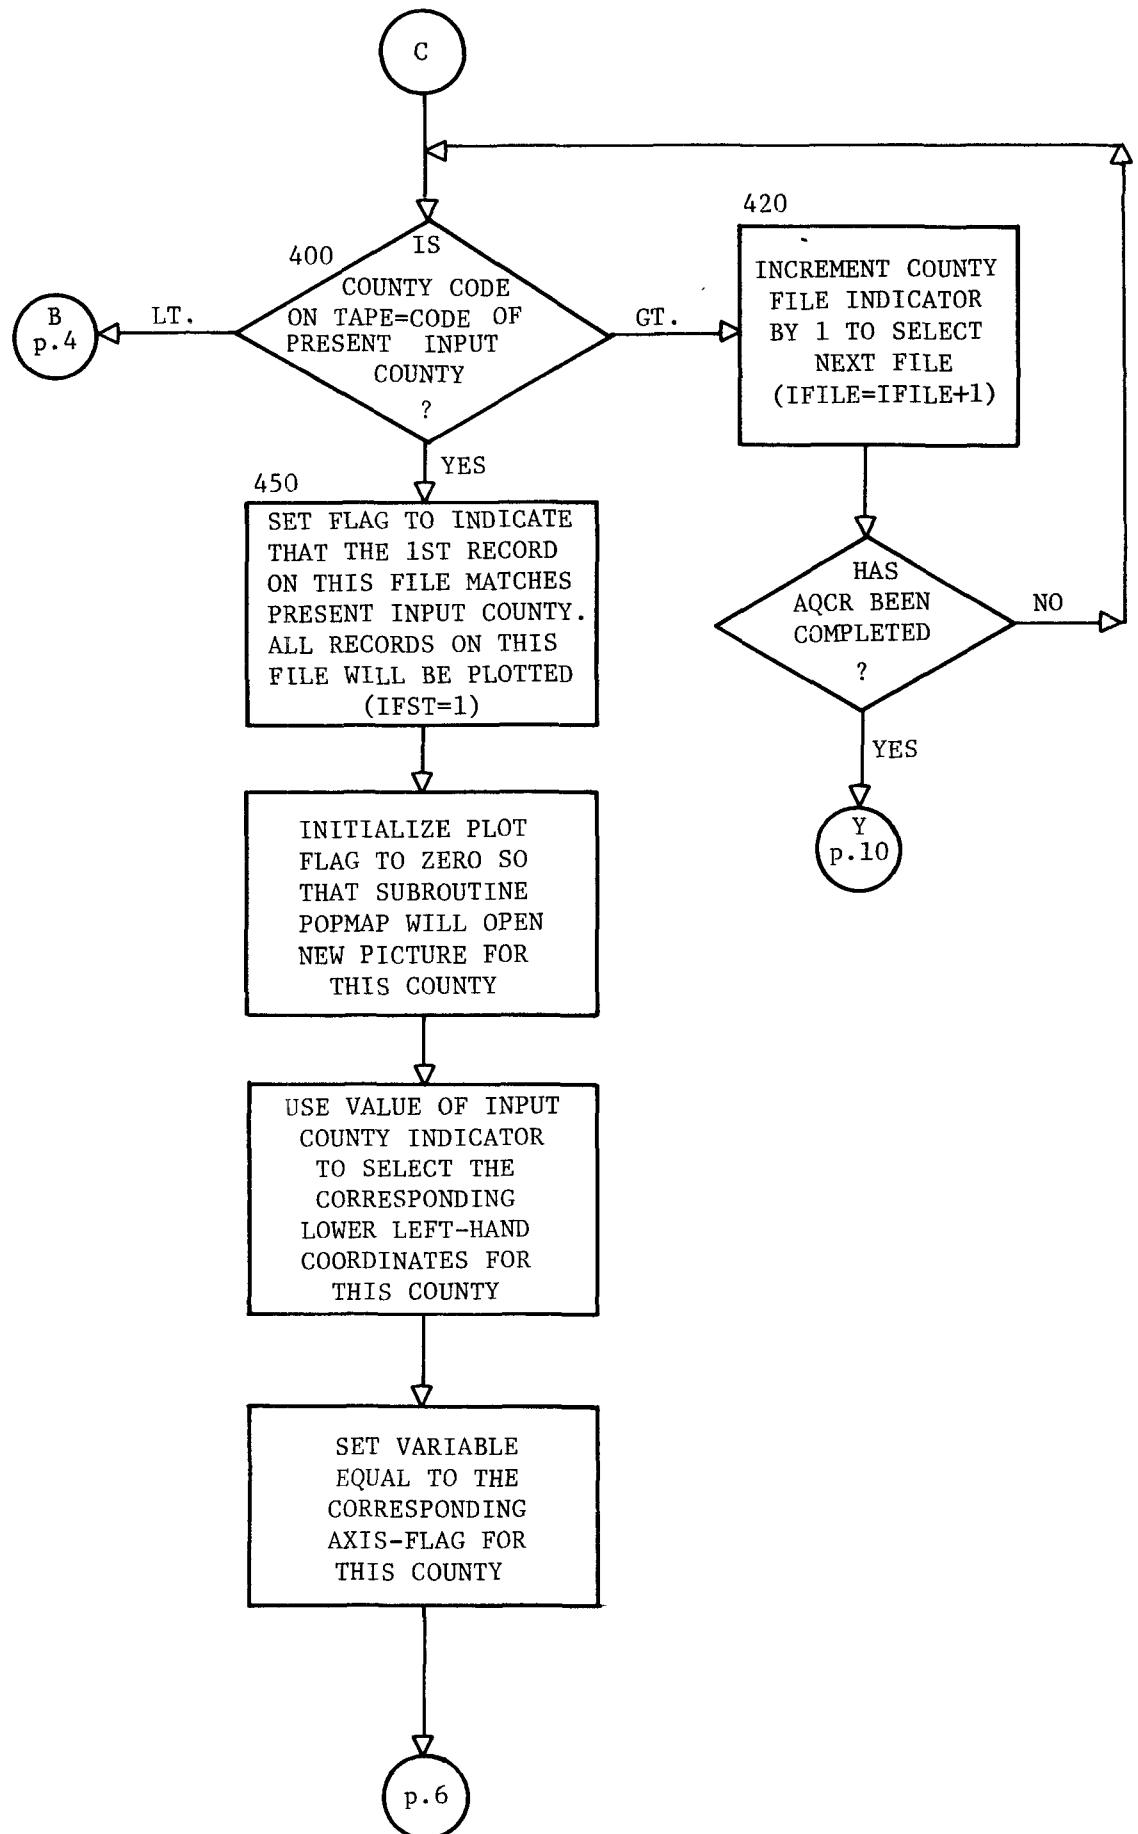 C
400
IS
COUNTY CODE
ON TAPE=CODE OF
PRESENT INPUT
COUNTY
?
LT.
B
p.4
GT.
420
INCREMENT COUNTY
FILE INDICATOR
BY 1 TO SELECT
NEXT FILE
(IFILE=IFILE+1)
HAS
AQCR BEEN
COMPLETED
?
NO
YES
Y
p.10
YES
450
SET FLAG TO INDICATE
THAT THE 1ST RECORD
ON THIS FILE MATCHES
PRESENT INPUT COUNTY.
ALL RECORDS ON THIS
FILE WILL BE PLOTTED
(IFST=1)
INITIALIZE PLOT
FLAG TO ZERO SO
THAT SUBROUTINE
POPMAP WILL OPEN
NEW PICTURE FOR
THIS COUNTY
USE VALUE OF INPUT
COUNTY INDICATOR
TO SELECT THE
CORRESPONDING
LOWER LEFT-HAND
COORDINATES FOR
THIS COUNTY
SET VARIABLE
EQUAL TO THE
CORRESPONDING
AXIS-FLAG FOR
THIS COUNTY
p.6